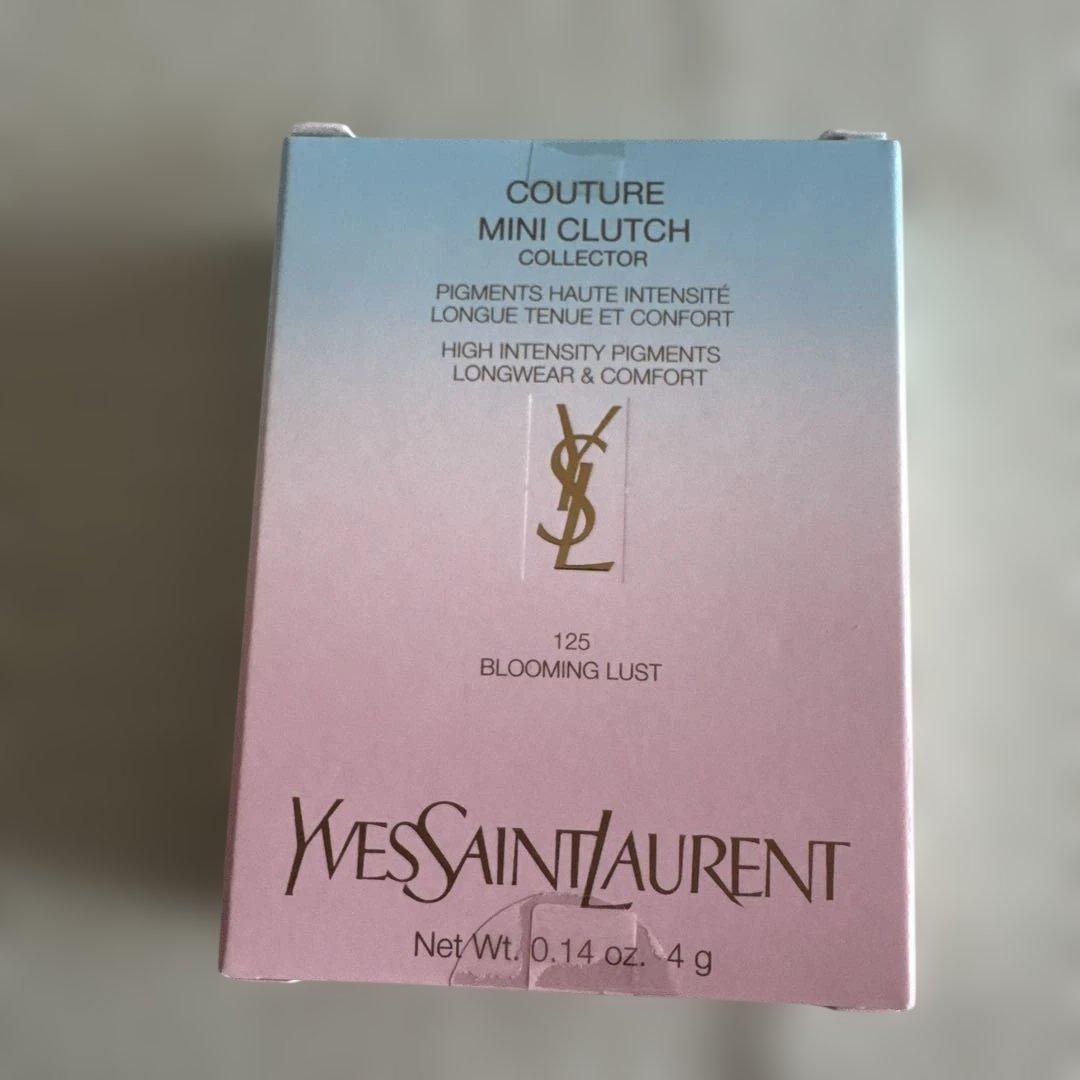 COUTURE
MINI CLUTCH
COLLECTOR
PIGMENTS HAUTE INTENSITÉ
LONGUE TENUE ET CONFORT
HIGH INTENSITY PIGMENTS
LONGWEAR & COMFORT
YSL
125
BLOOMING LUST
YVESSAINTLAURENT
Net Wt. 0.14 oz. 4 g